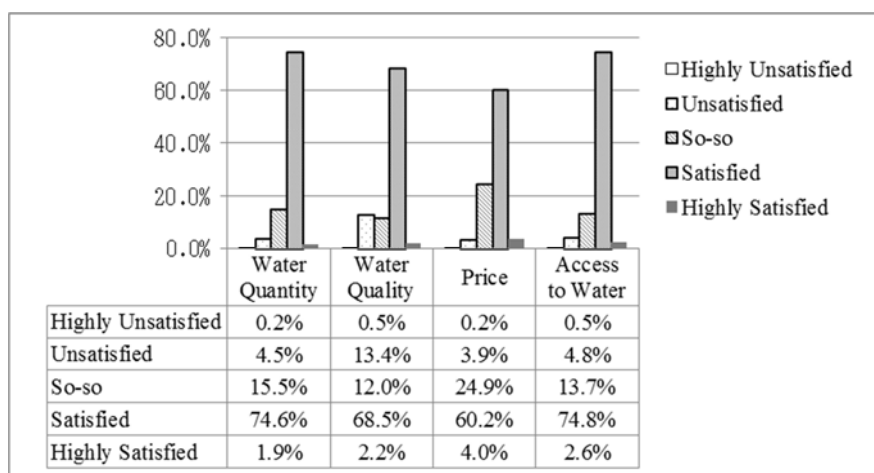 80.0%
60.0%
40.0%
20.0%
0.0%
Highly Unsatisfied
Unsatisfied
So-so
Satisfied
Highly Satisfied
Water Quantity Water Quality Price Access to Water
Highly Unsatisfied 0.2% 0.5% 0.2% 0.5%
Unsatisfied 4.5% 13.4% 3.9% 4.8%
So-so 15.5% 12.0% 24.9% 13.7%
Satisfied 74.6% 68.5% 60.2% 74.8%
Highly Satisfied 1.9% 2.2% 4.0% 2.6%